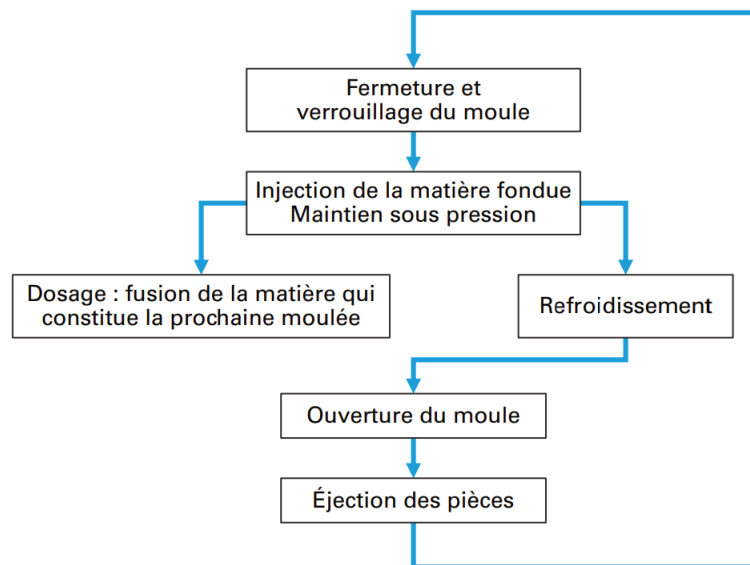 Fermeture et
verrouillage du moule
Injection de la matière fondue
Maintien sous pression
Dosage : fusion de la matière qui
constitue la prochaine moulée
Refroidissement
Ouverture du moule
Éjection des pièces